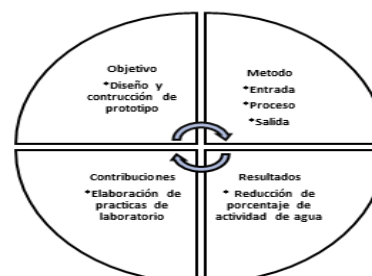 Objetivo
•Diseño y
contrucción de
prototipo
Metodo
•Entrada
•Proceso
•Salida
Contribuciones
•Elaboración de
practicas de
laboratorio
Resultados
• Reducción de
porcentaje de
actividad de agua